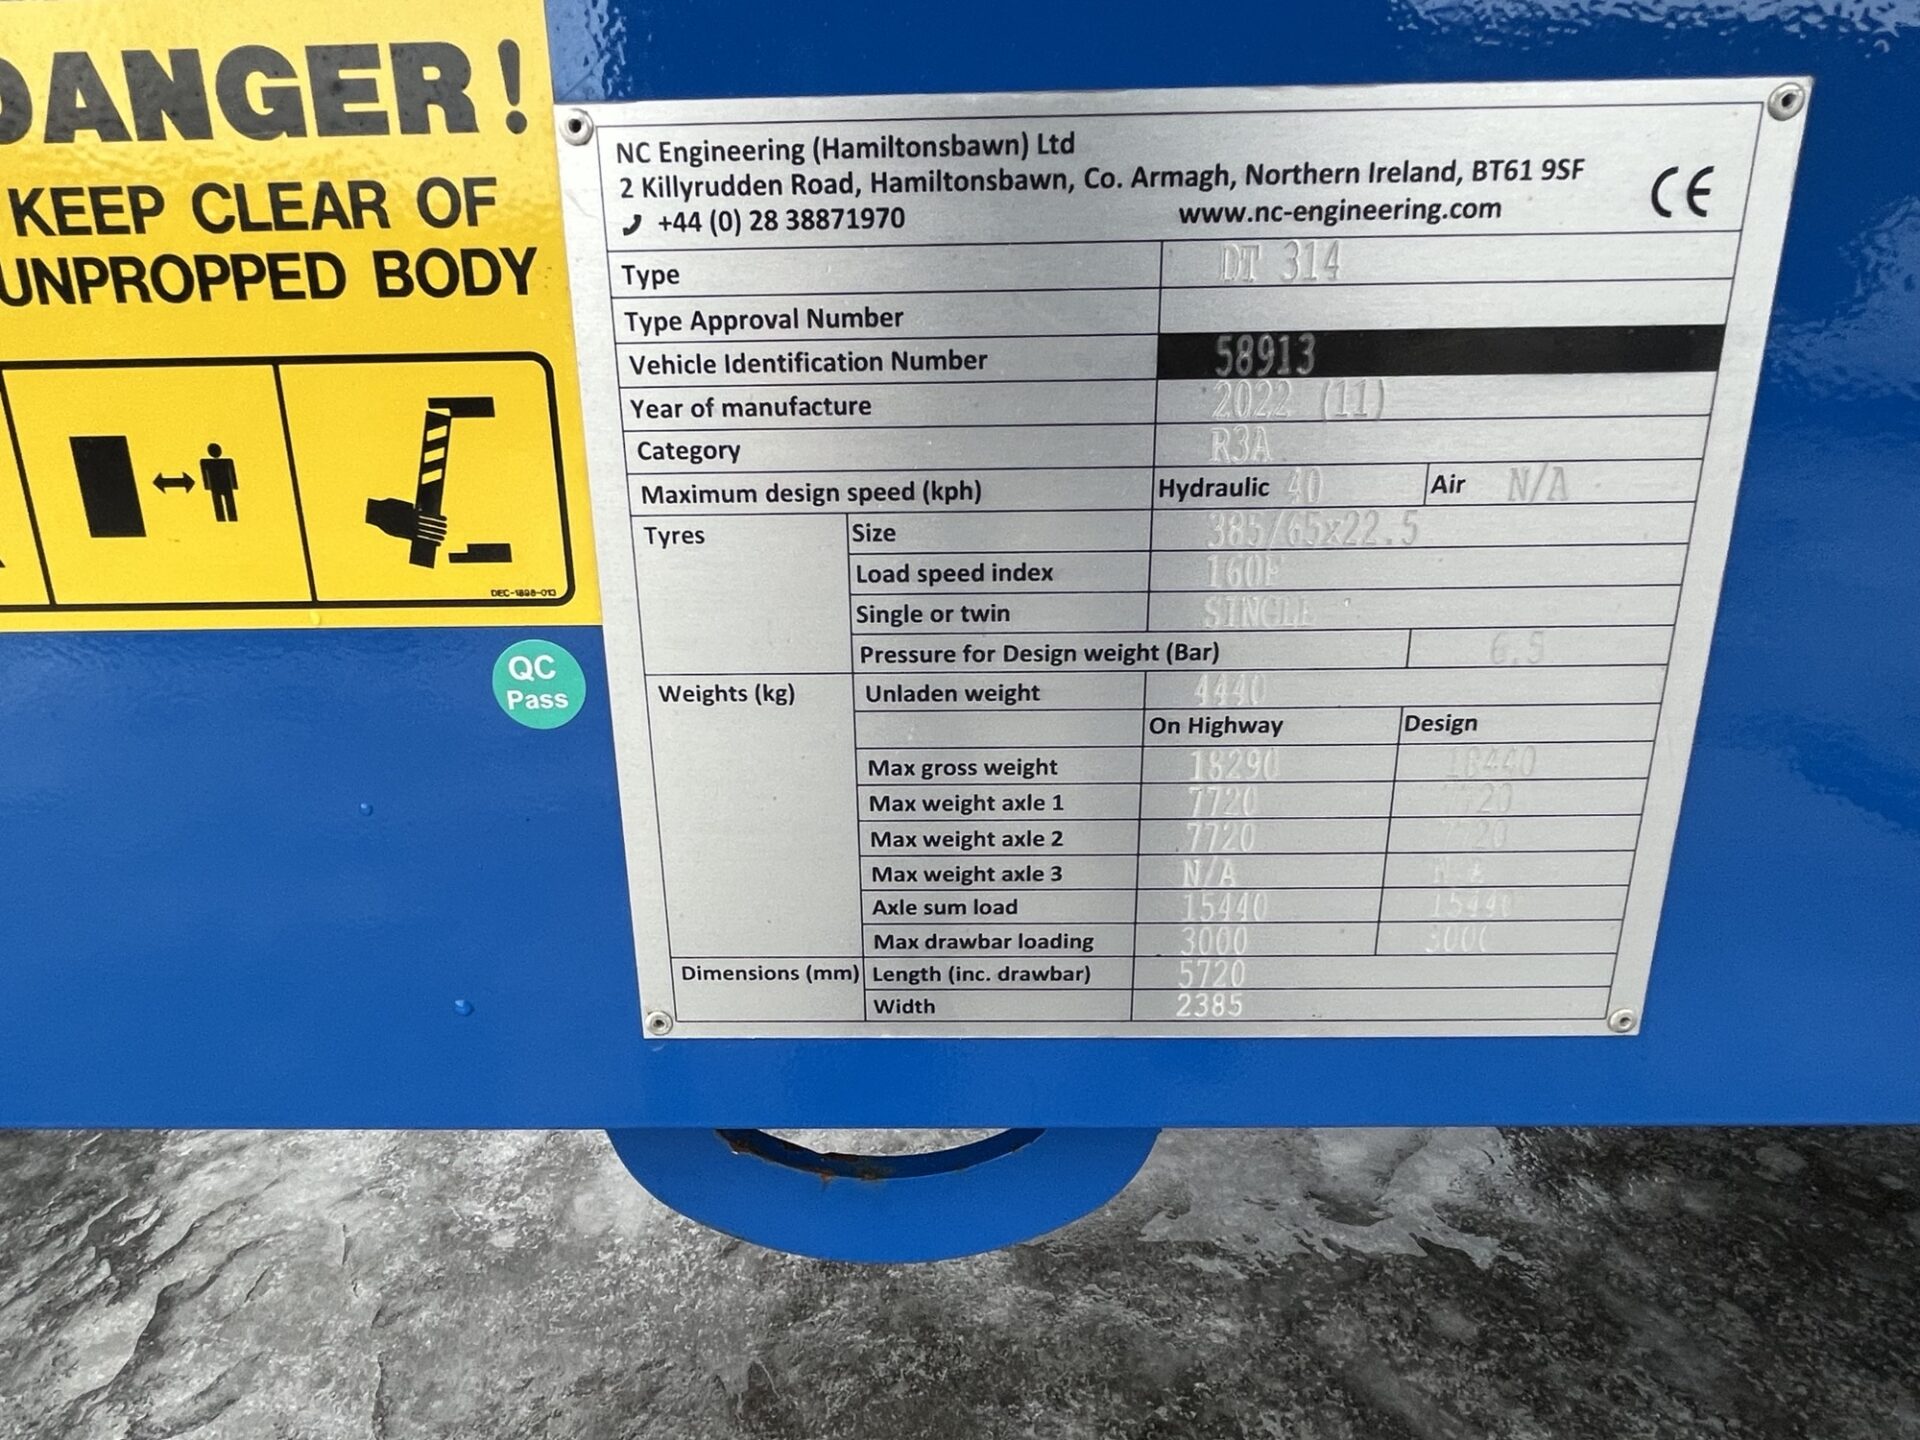 DANGER!
KEEP CLEAR OF
UNPROPPED BODY
DEC-1898-013
QC
Pass
NC Engineering (Hamiltonsbawn) Ltd
2 Killyrudden Road, Hamiltonsbawn, Co. Armagh, Northern Ireland, BT61 9SF
+44 (0) 28 38871970 www.nc-engineering.com CE
Type DT 314
Type Approval Number
Vehicle Identification Number 58913
Year of manufacture 2022 (11)
Category R3A
Maximum design speed (kph) Hydraulic 40 Air N/A
Tyres Size 385/65x22.5
Load speed index 160F
Single or twin SINGLE
Pressure for Design weight (Bar) 6.5
Weights (kg) Unladen weight 4440
On Highway Design
Max gross weight 18290 18440
Max weight axle 1 7720 7720
Max weight axle 2 7720 7720
Max weight axle 3 N/A
Axle sum load 15440 15440
Max drawbar loading 3000 3000
Dimensions (mm) Length (inc. drawbar) 5720
Width 2385